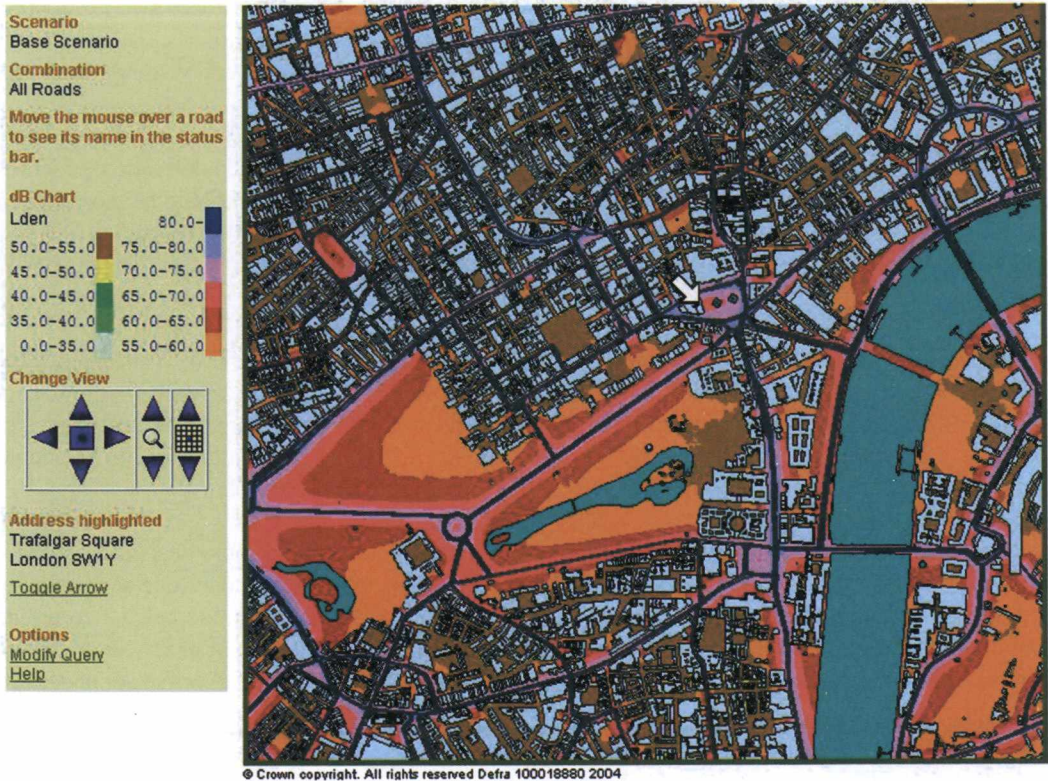 Scenario
Base Scenario
Combination
All Roads
Move the mouse over a road
to see its name in the status
bar.
dB Chart
Lden 80.0-
50.0-55.0 75.0-80.0
45.0-50.0 70.0-75.0
40.0-45.0 65.0-70.0
35.0-40.0 60.0-65.0
0.0-35.0 55.0-60.0
Change View
Address highlighted
Trafalgar Square
London SW1Y
Toggle Arrow
Options
Modify Query
Help
© Crown copyright. All rights reserved Defra 100018880 2004